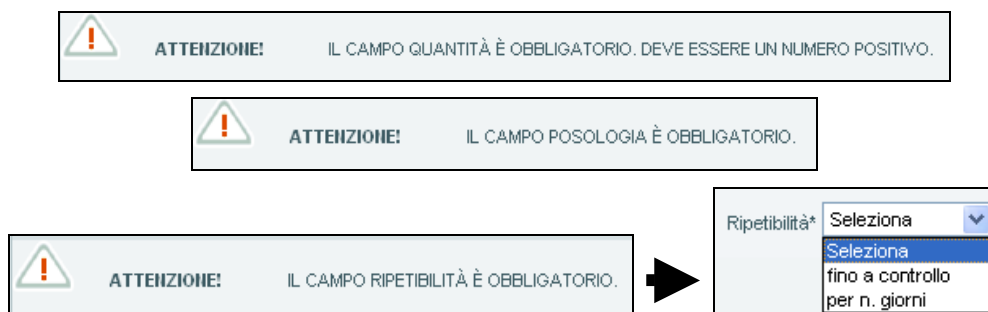 ATTENZIONE! IL CAMPO QUANTITÀ È OBBLIGATORIO. DEVE ESSERE UN NUMERO POSITIVO.
ATTENZIONE! IL CAMPO POSOLOGIA È OBBLIGATORIO.
ATTENZIONE! IL CAMPO RIPETIBILITÀ È OBBLIGATORIO.
Ripetibilità* Seleziona
Seleziona
fino a controllo
per n. giorni